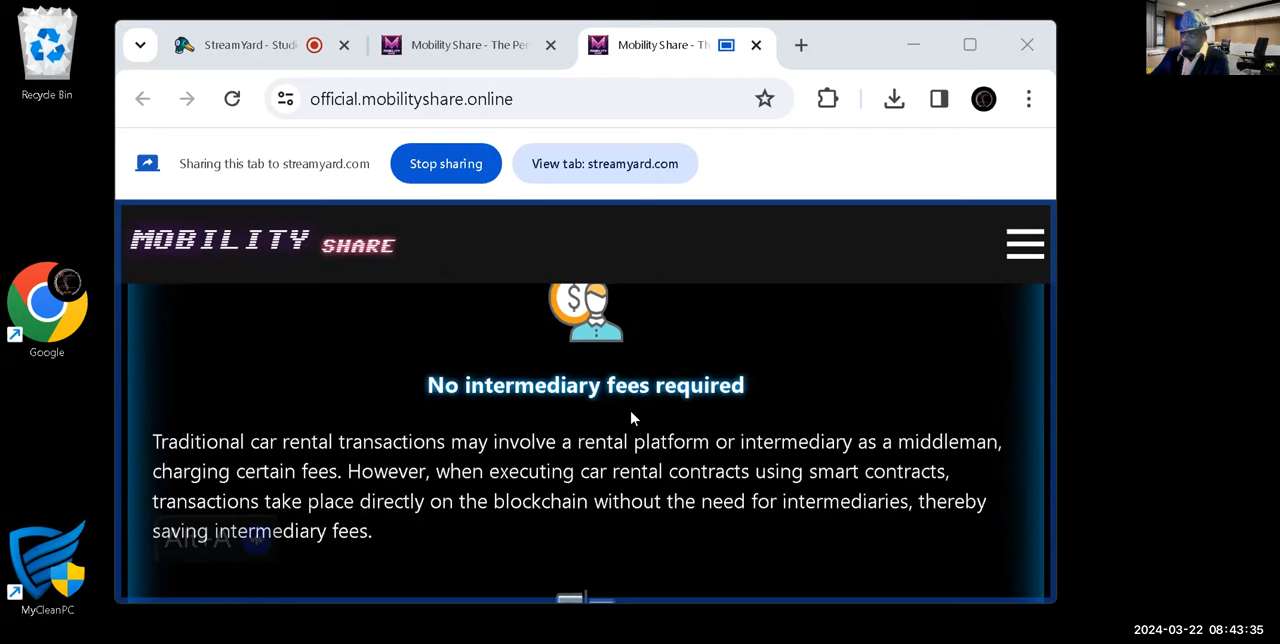 Recycle Bin
Google
MyCleanPC
StreamYard - Studi
Mobility Share - The Per
Mobility Share - Th
official.mobilityshare.online
Sharing this tab to streamyard.com
Stop sharing
View tab: streamyard.com
MOBILITY SHARE
No intermediary fees required
Traditional car rental transactions may involve a rental platform or intermediary as a middleman,
charging certain fees. However, when executing car rental contracts using smart contracts,
transactions take place directly on the blockchain without the need for intermediaries, thereby
saving intermediary fees.
Alt+A
2024-03-22 08:43:35